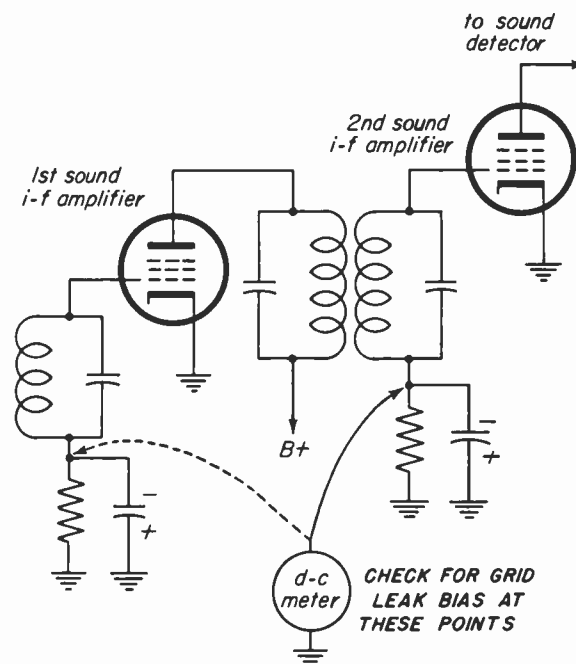 to sound
detector
2nd sound
i-f amplifier
1st sound
i-f amplifier
B+
−
+
−
+
d-c
meter
CHECK FOR GRID
LEAK BIAS AT
THESE POINTS